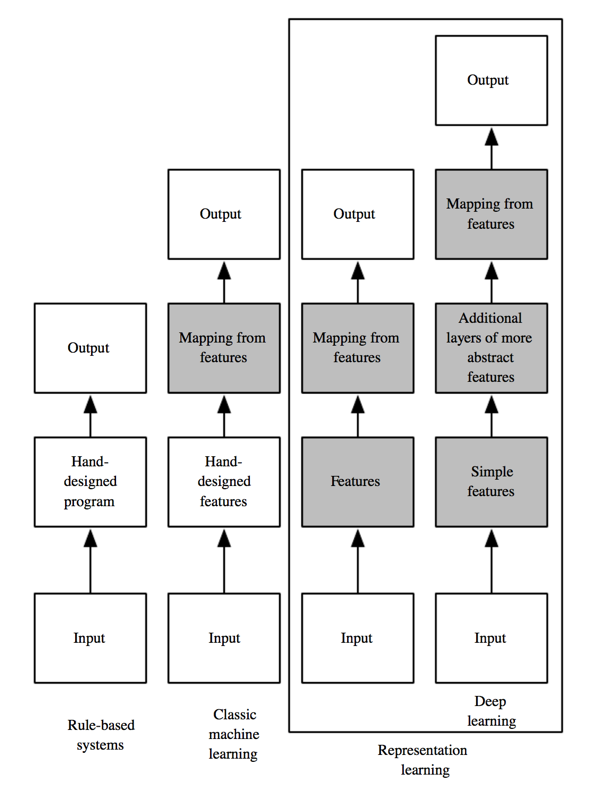 Output
Output
Mapping from
features
Output
Mapping from
features
Additional
layers of more
abstract
features
Output
Mapping from
features
Hand-
designed
program
Hand-
designed
features
Features
Simple
features
Input
Input
Input
Input
Rule-based
systems
Classic
machine
learning
Representation
learning
Deep
learning
Output